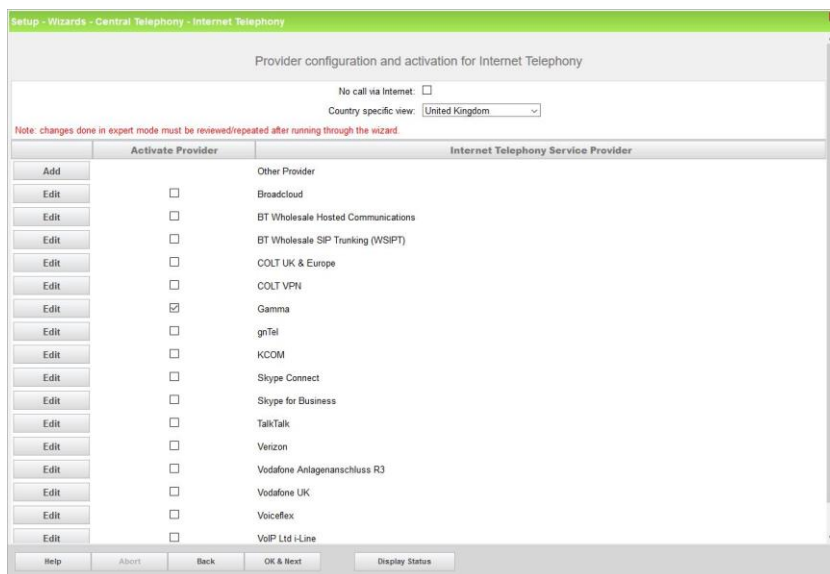 Setup - Wizards - Central Telephony - Internet Telephony
Provider configuration and activation for Internet Telephony
No call via Internet:
Country specific view: United Kingdom
Note: changes done in expert mode must be reviewed/repeated after running through the wizard.
Activate Provider Internet Telephony Service Provider
Add Other Provider
Edit Broadcloud
Edit BT Wholesale Hosted Communications
Edit BT Wholesale SIP Trunking (WSIPT)
Edit COLT UK & Europe
Edit COLT VPN
Edit Gamma
Edit gnTel
Edit KCOM
Edit Skype Connect
Edit Skype for Business
Edit TalkTalk
Edit Verizon
Edit Vodafone Anlagenanschluss R3
Edit Vodafone UK
Edit Voiceflex
Edit VoIP Ltd i-Line
Help Abort Back OK & Next Display Status